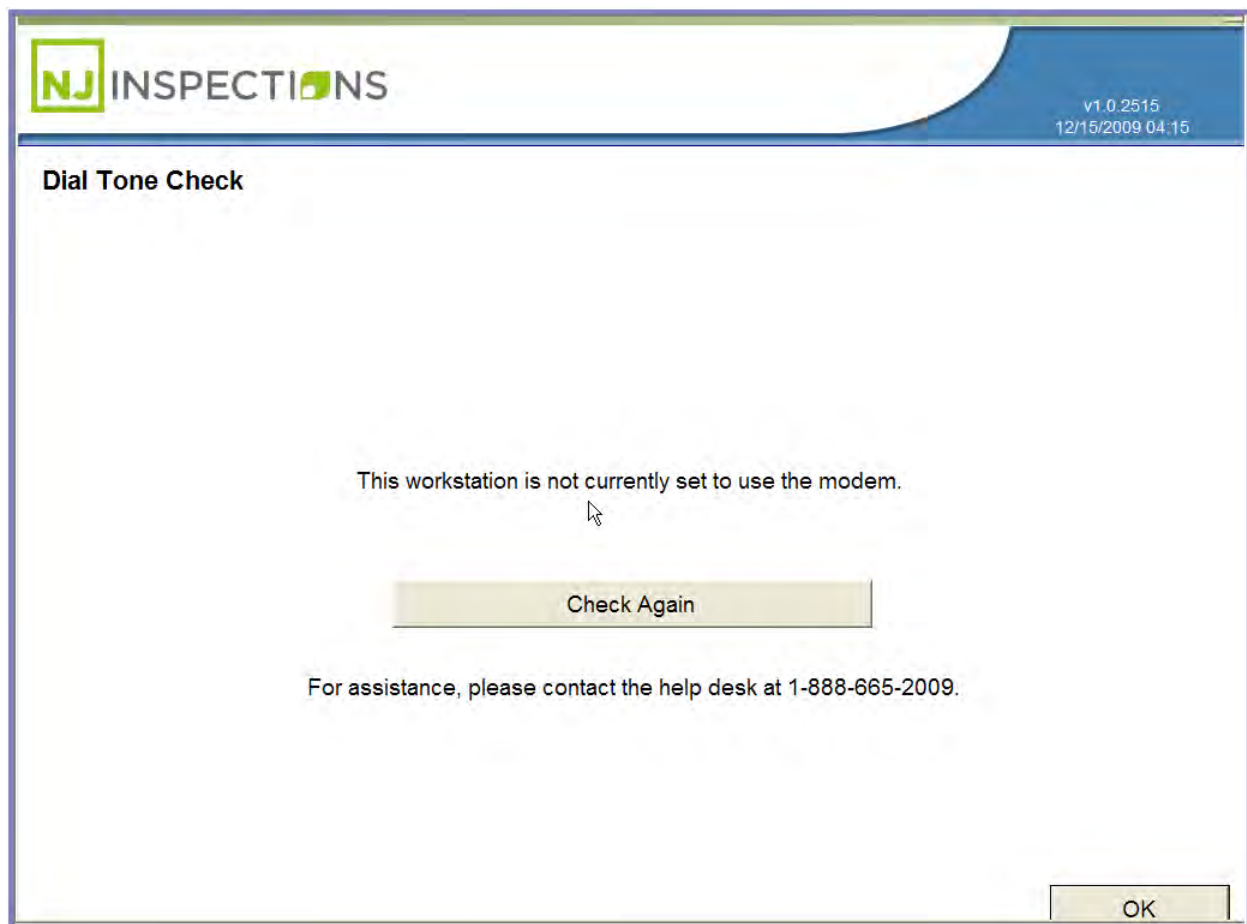 NJ INSPECTIONS
v1.0.2515
12/15/2009 04:15
Dial Tone Check
This workstation is not currently set to use the modem.
Check Again
For assistance, please contact the help desk at 1-888-665-2009.
OK